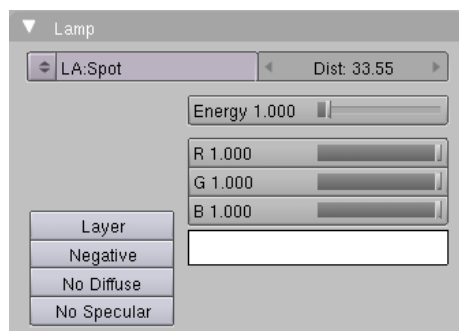 Lamp
LA:Spot Dist: 33.55
Energy 1.000
R 1.000
G 1.000
B 1.000
Layer
Negative
No Diffuse
No Specular